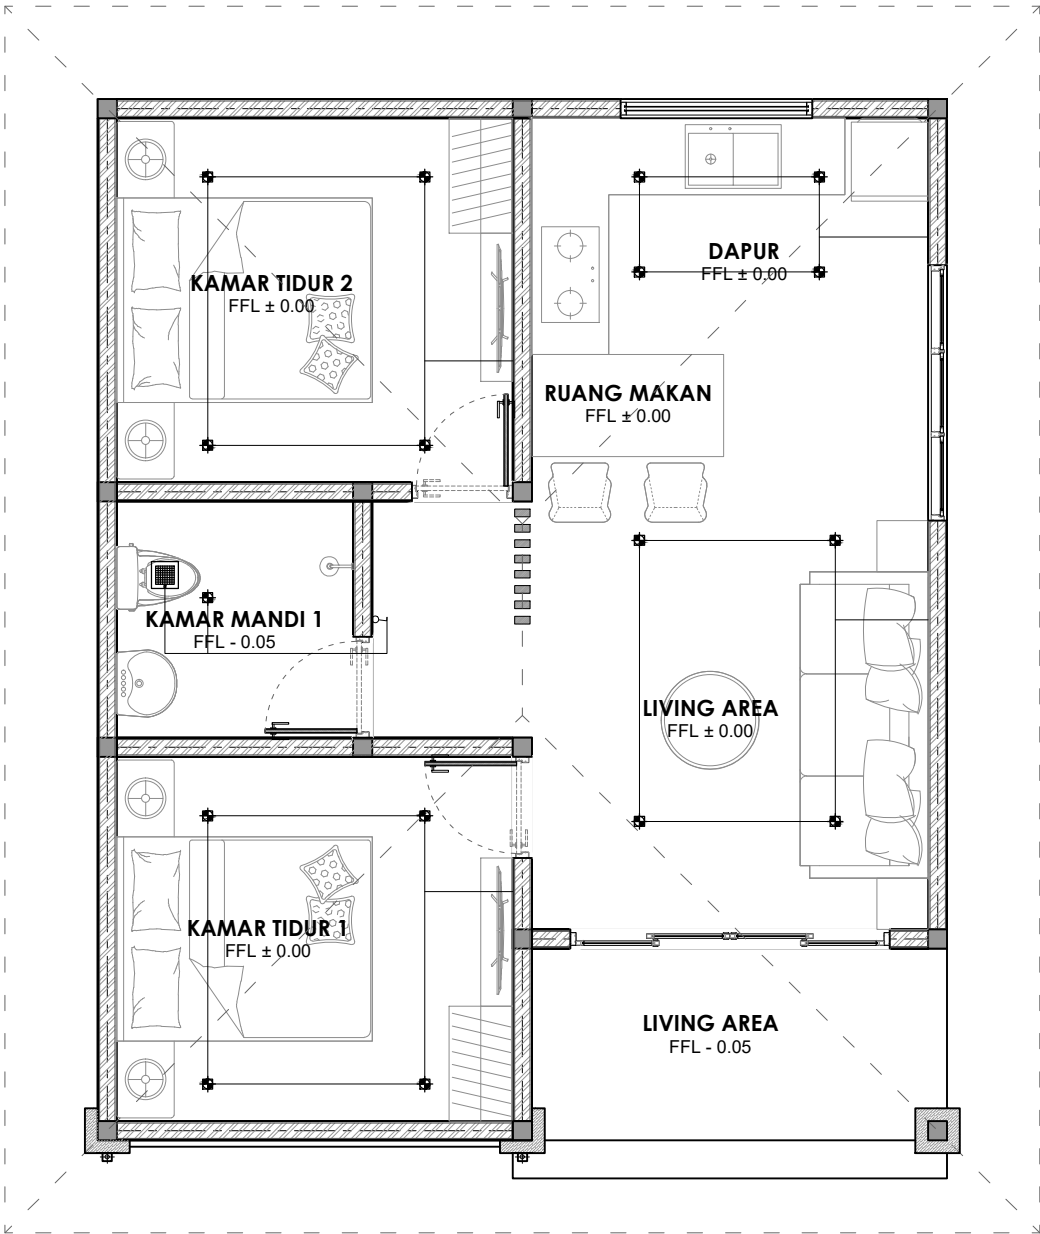 DAPUR
FFL ± 0.00
KAMAR TIDUR 2
FFL ± 0.00
RUANG MAKAN
FFL ± 0.00
KAMAR MANDI 1
FFL - 0.05
LIVING AREA
FFL ± 0.00
KAMAR TIDUR 1
FFL ± 0.00
LIVING AREA
FFL - 0.05